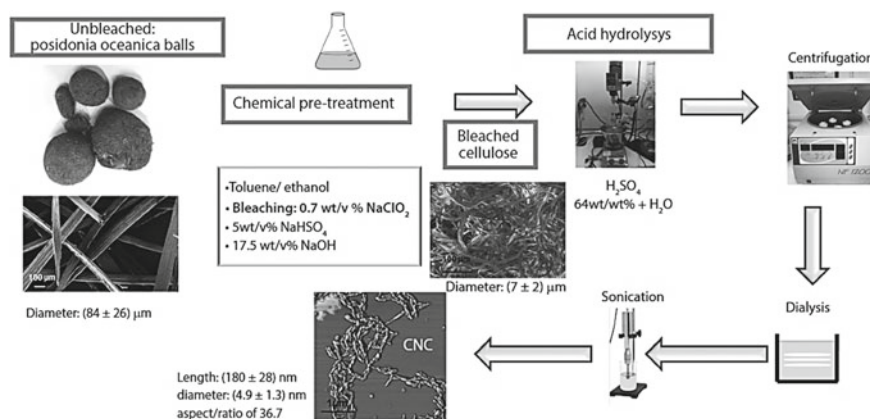 Unbleached:
posidonia oceanica balls
100 µm
Diameter: (84 ± 26) µm
Chemical pre-treatment
•Toluene/ ethanol
•Bleaching: 0.7 wt/v % NaClO₂
•5wt/v% NaHSO₄
•17.5 wt/v% NaOH
Bleached
cellulose
Diameter: (7 ± 2) µm
Acid hydrolysys
H₂SO₄
64wt/wt% + H₂O
Centrifugation
NF 1200
Dialysis
Sonication
CNC
Length: (180 ± 28) nm
diameter: (4.9 ± 1.3) nm
aspect/ratio of 36.7